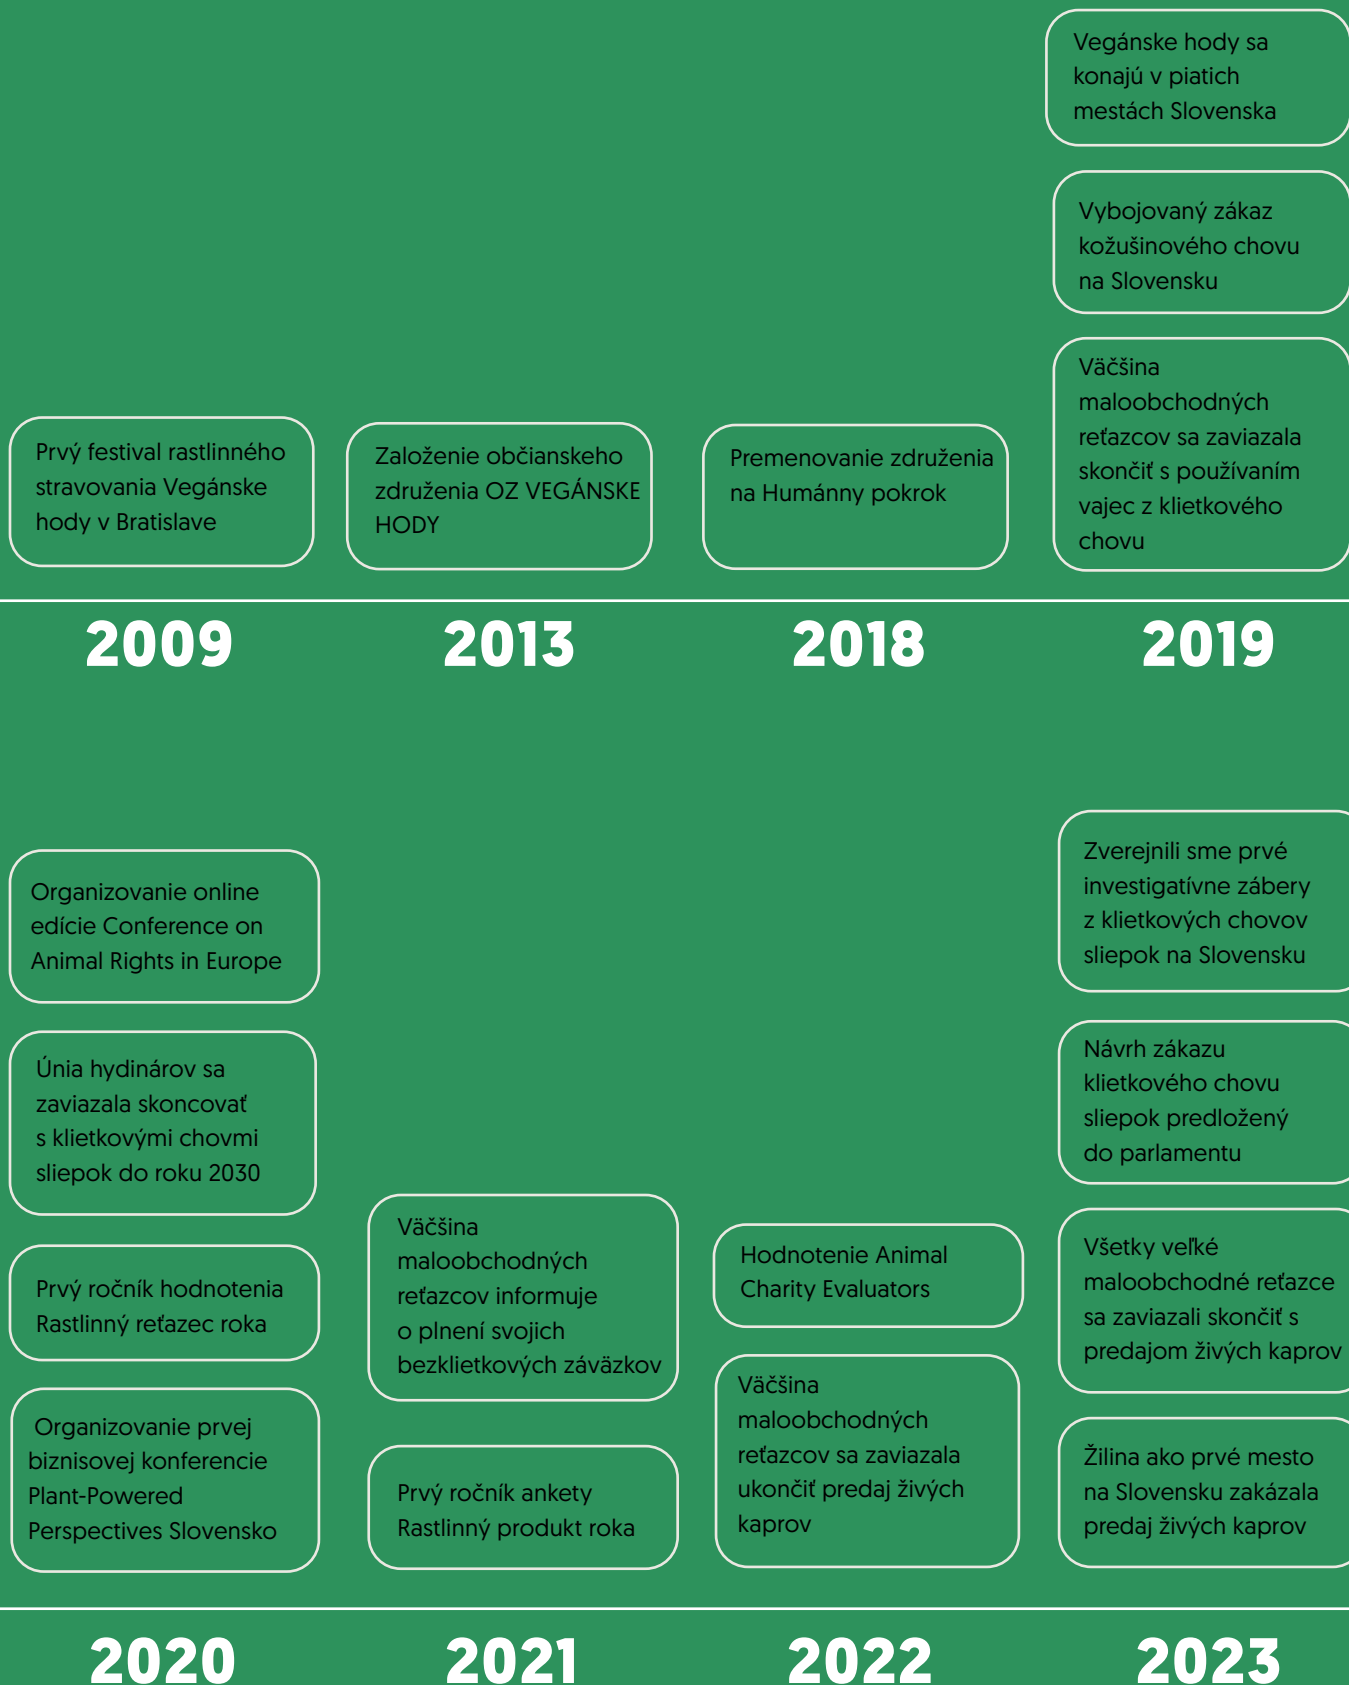 Vegánske hody sa
konajú v piatich
mestách Slovenska
Vybojovaný zákaz
kožušinového chovu
na Slovensku
Väčšina
maloobchodných
reťazcov sa zaviazala
skončiť s používaním
vajec z klietkového
chovu
Prvý festival rastlinného
stravovania Vegánske
hody v Bratislave
Založenie občianskeho
združenia OZ VEGÁNSKE
HODY
Premenovanie združenia
na Humánny pokrok
2009
2013
2018
2019
Organizovanie online
edície Conference on
Animal Rights in Europe
Únia hydinárov sa
zaviazala skoncovať
s klietkovými chovmi
sliepok do roku 2030
Prvý ročník hodnotenia
Rastlinný reťazec roka
Organizovanie prvej
biznisovej konferencie
Plant-Powered
Perspectives Slovensko
Väčšina
maloobchodných
reťazcov informuje
o plnení svojich
bezklietkových záväzkov
Prvý ročník ankety
Rastlinný produkt roka
Hodnotenie Animal
Charity Evaluators
Väčšina
maloobchodných
reťazcov sa zaviazala
ukončiť predaj živých
kaprov
Zverejnili sme prvé
investigatívne zábery
z klietkových chovov
sliepok na Slovensku
Návrh zákazu
klietkového chovu
sliepok predložený
do parlamentu
Všetky veľké
maloobchodné reťazce
sa zaviazali skončiť s
predajom živých kaprov
Žilina ako prvé mesto
na Slovensku zakázala
predaj živých kaprov
2020
2021
2022
2023